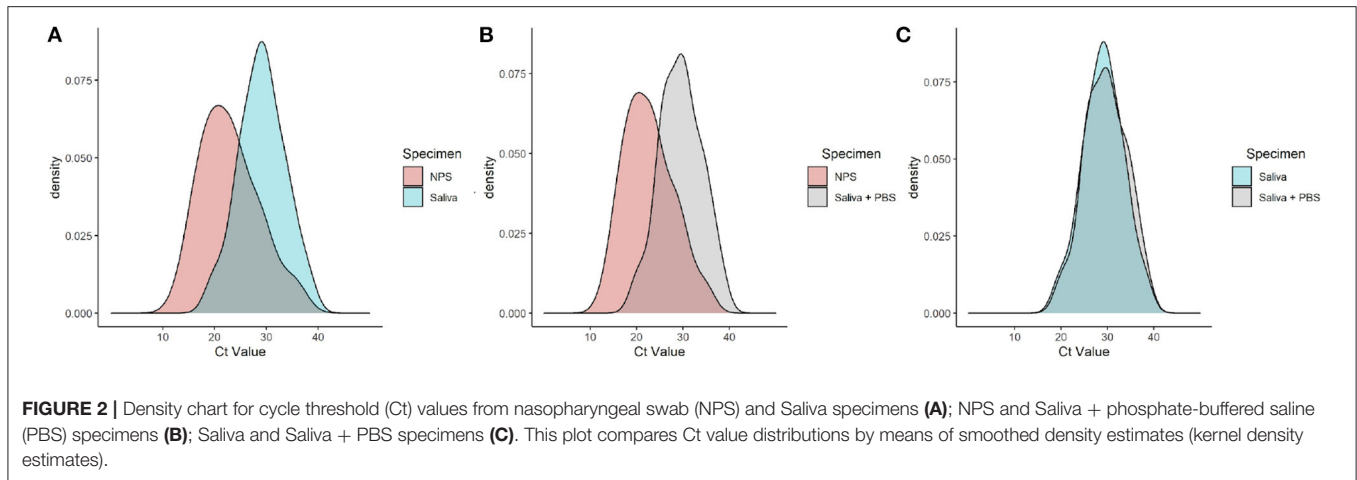 A
B
C
0.075
0.050
0.025
0.000
density
10 20 30 40
Ct Value
Specimen
NPS
Saliva
0.075
0.050
0.025
0.000
density
10 20 30 40
Ct Value
Specimen
NPS
Saliva + PBS
0.075
0.050
0.025
0.000
density
10 20 30 40
Ct Value
Specimen
Saliva
Saliva + PBS
FIGURE 2 | Density chart for cycle threshold (Ct) values from nasopharyngeal swab (NPS) and Saliva specimens (A); NPS and Saliva + phosphate-buffered saline
(PBS) specimens (B); Saliva and Saliva + PBS specimens (C). This plot compares Ct value distributions by means of smoothed density estimates (kernel density
estimates).